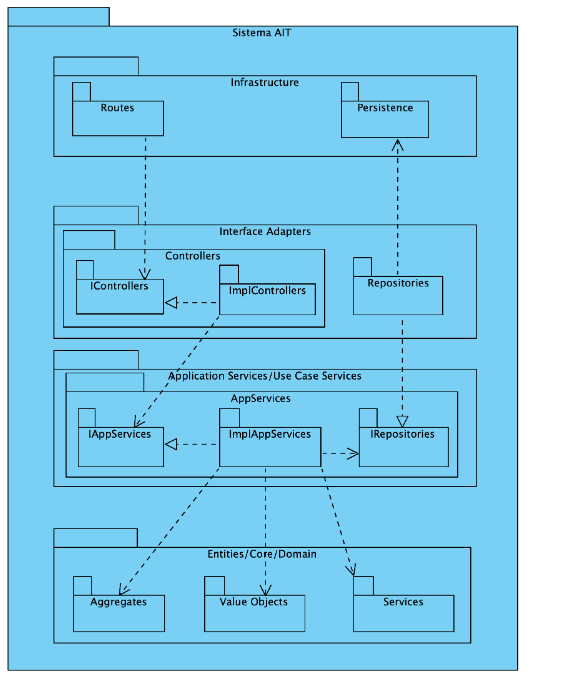 Sistema AIT
Infrastructure
Routes
Persistence
Interface Adapters
Controllers
IControllers
ImplControllers
Repositories
Application Services/Use Case Services
AppServices
IAppServices
ImplAppServices
IRepositories
Entities/Core/Domain
Aggregates
Value Objects
Services